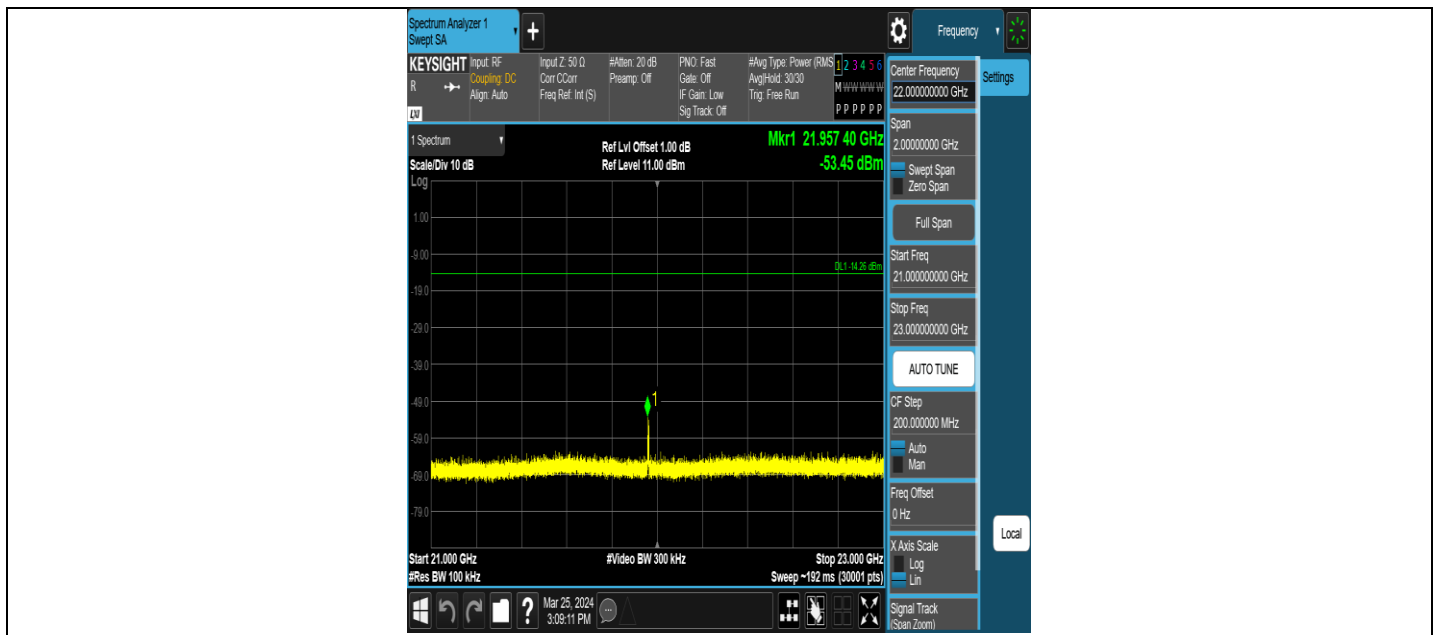 Spectrum Analyzer 1
Swept SA
+
Frequency
KEYSIGHT
R
LXI
Input: RF
Coupling: DC
Align: Auto
Input Z: 50 Ω
Corr CCorr
Freq Ref: Int (S)
#Atten: 20 dB
Preamp: Off
PNO: Fast
Gate: Off
IF Gain: Low
Sig Track: Off
#Avg Type: Power (RMS
Avg|Hold: 30/30
Trig: Free Run
1 2 3 4 5 6
M W W W W W
P P P P P P
1 Spectrum
Scale/Div 10 dB
Log
Ref Lvl Offset 1.00 dB
Ref Level 11.00 dBm
Mkr1 21.957 40 GHz
-53.45 dBm
1.00
-9.00
DL1 -14.26 dBm
-19.0
-29.0
-39.0
-49.0
1
-59.0
-69.0
-79.0
Start 21.000 GHz
#Res BW 100 kHz
#Video BW 300 kHz
Stop 23.000 GHz
Sweep ~192 ms (30001 pts)
?
Mar 25, 2024
3:09:11 PM
Center Frequency
22.000000000 GHz
Settings
Span
2.00000000 GHz
Swept Span
Zero Span
Full Span
Start Freq
21.000000000 GHz
Stop Freq
23.000000000 GHz
AUTO TUNE
CF Step
200.000000 MHz
Auto
Man
Freq Offset
0 Hz
X Axis Scale
Log
Lin
Signal Track
(Span Zoom)
Local